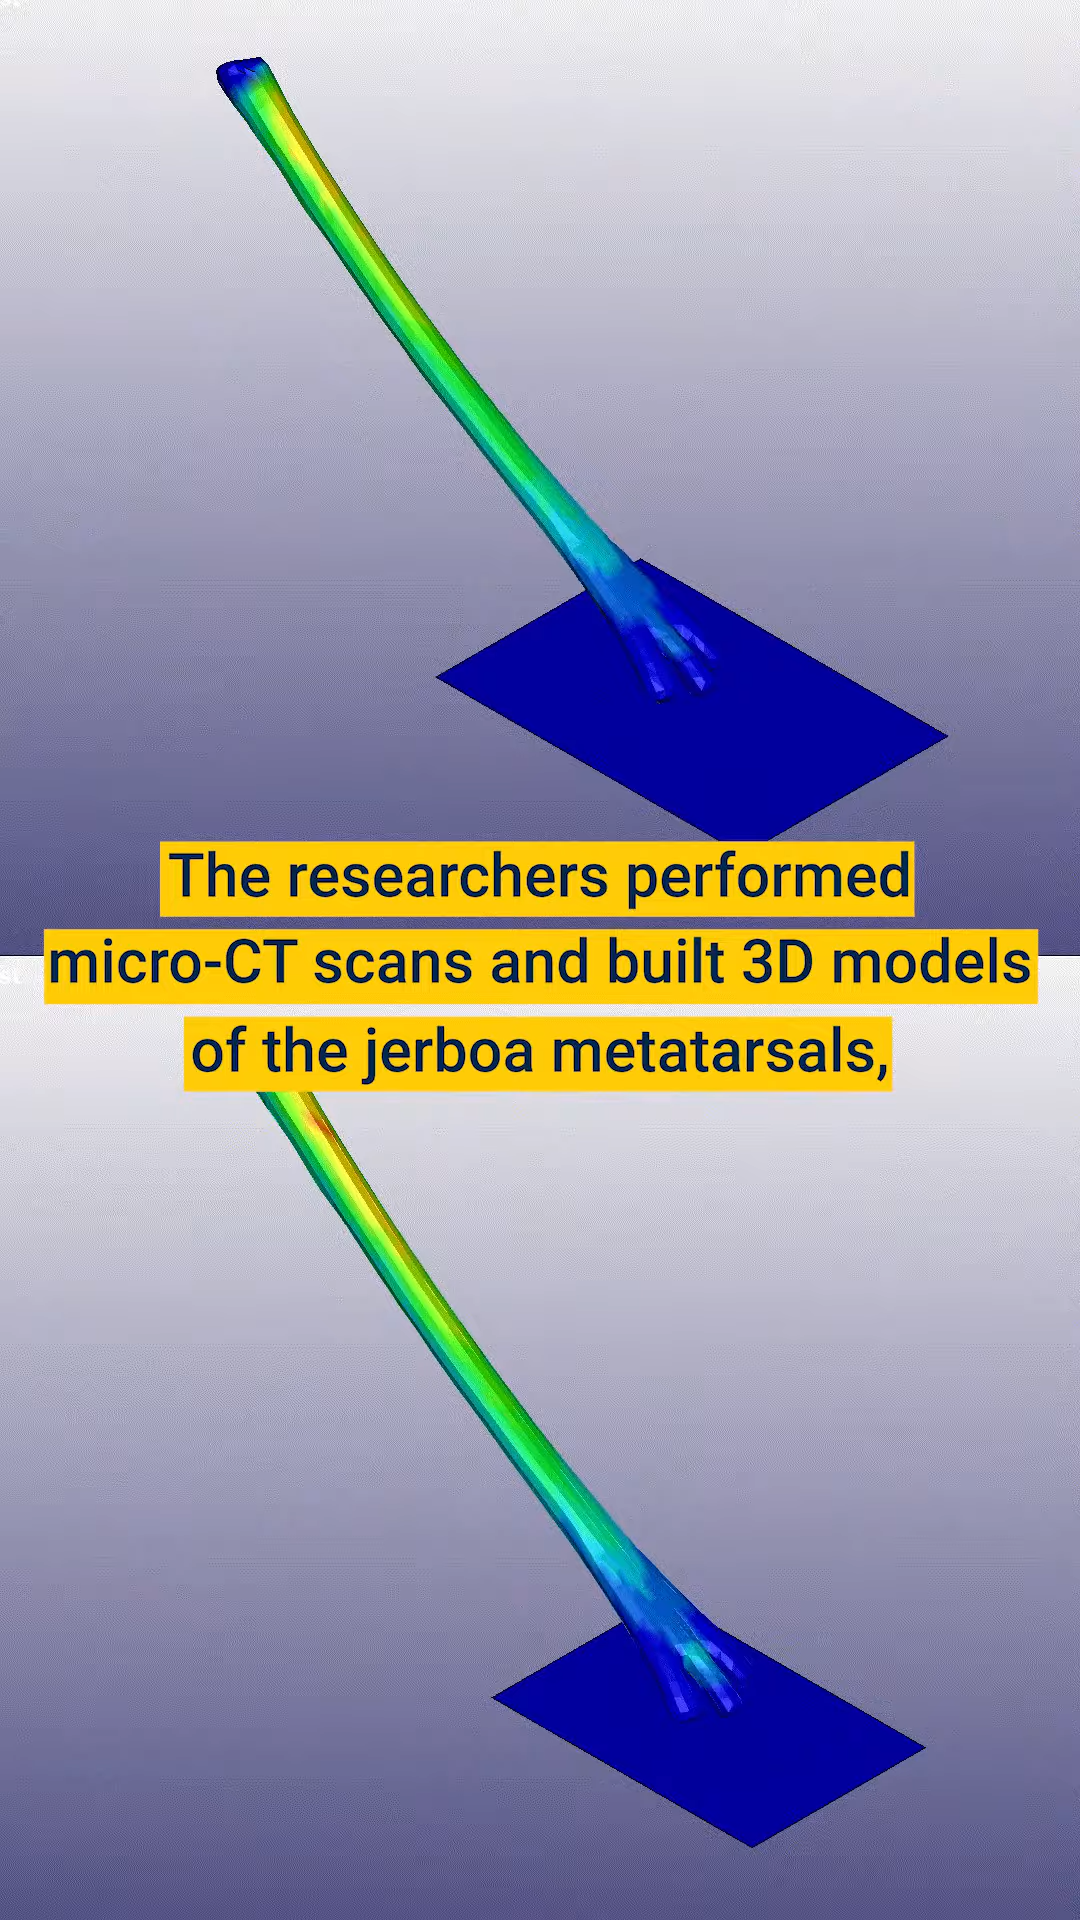 The researchers performed
micro-CT scans and built 3D models
of the jerboa metatarsals,